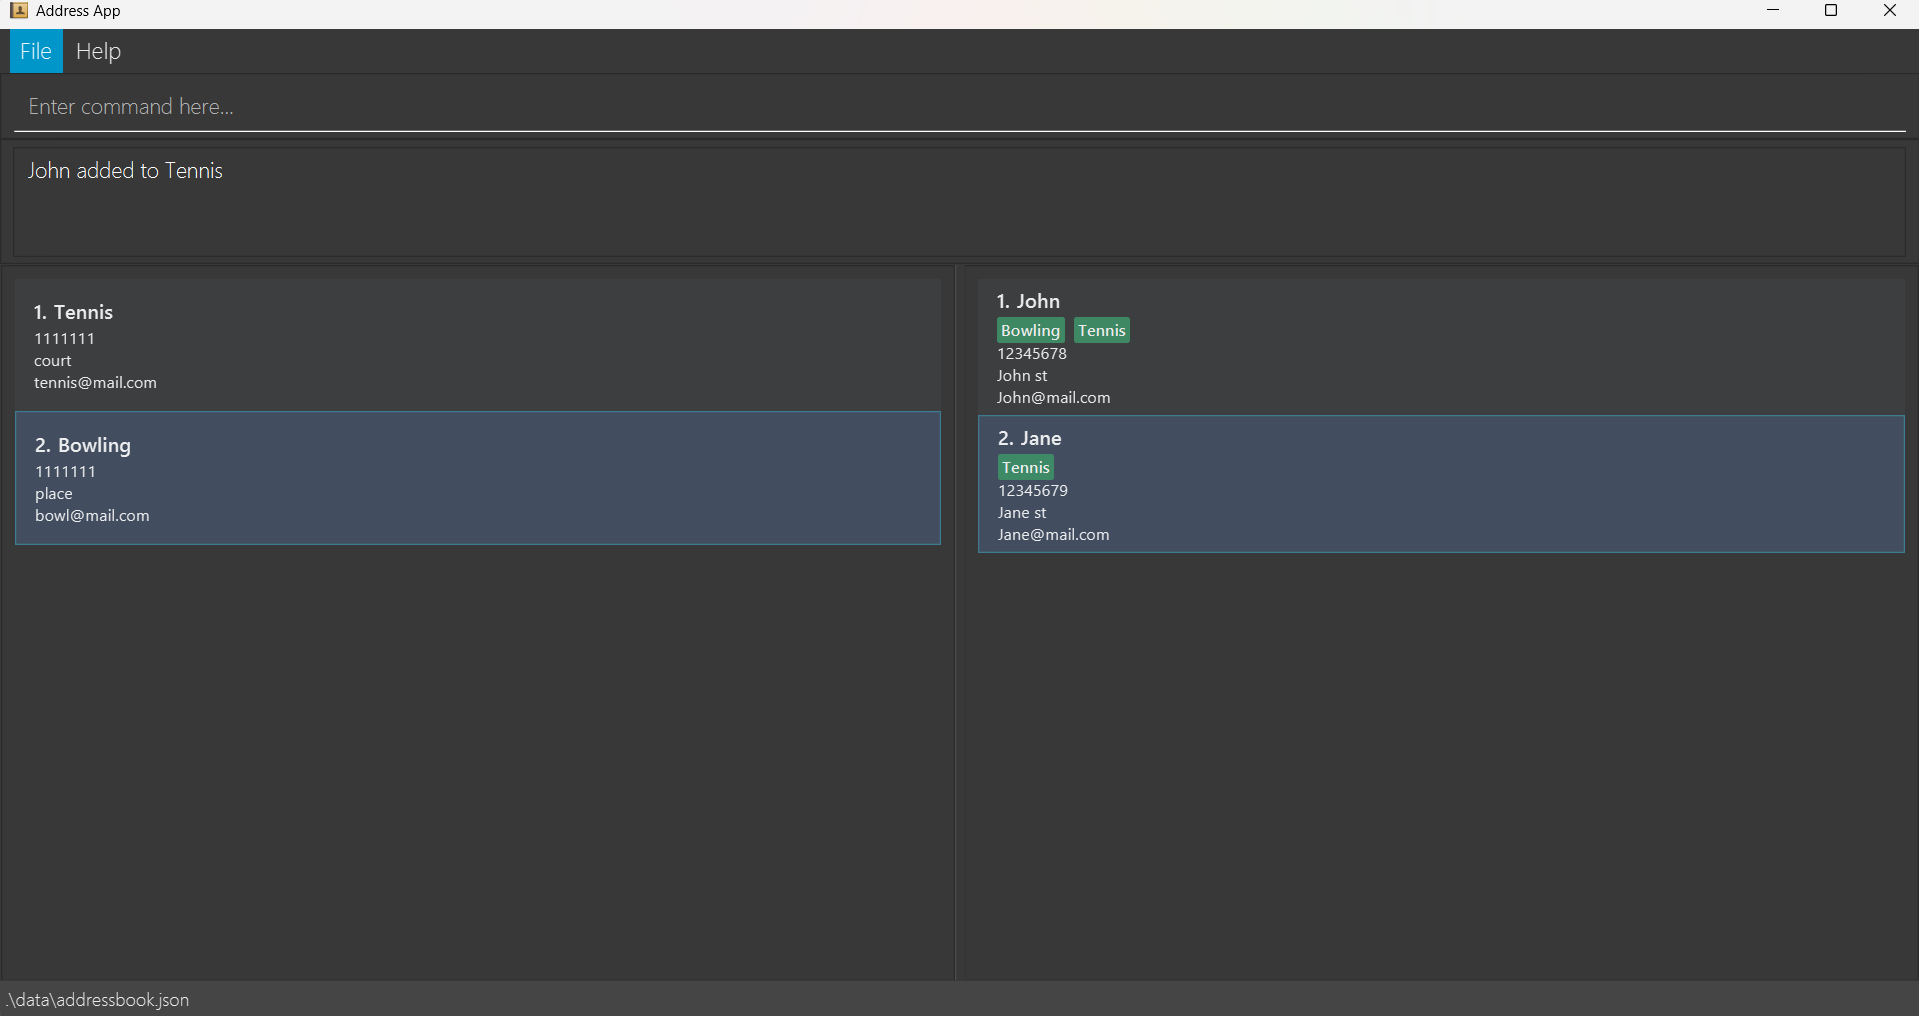 Address App
File Help
Enter command here...
John added to Tennis
1. Tennis
1111111
court
tennis@mail.com
2. Bowling
1111111
place
bowl@mail.com
1. John
Bowling Tennis
12345678
John st
John@mail.com
2. Jane
Tennis
12345679
Jane st
Jane@mail.com
.\data\addressbook.json